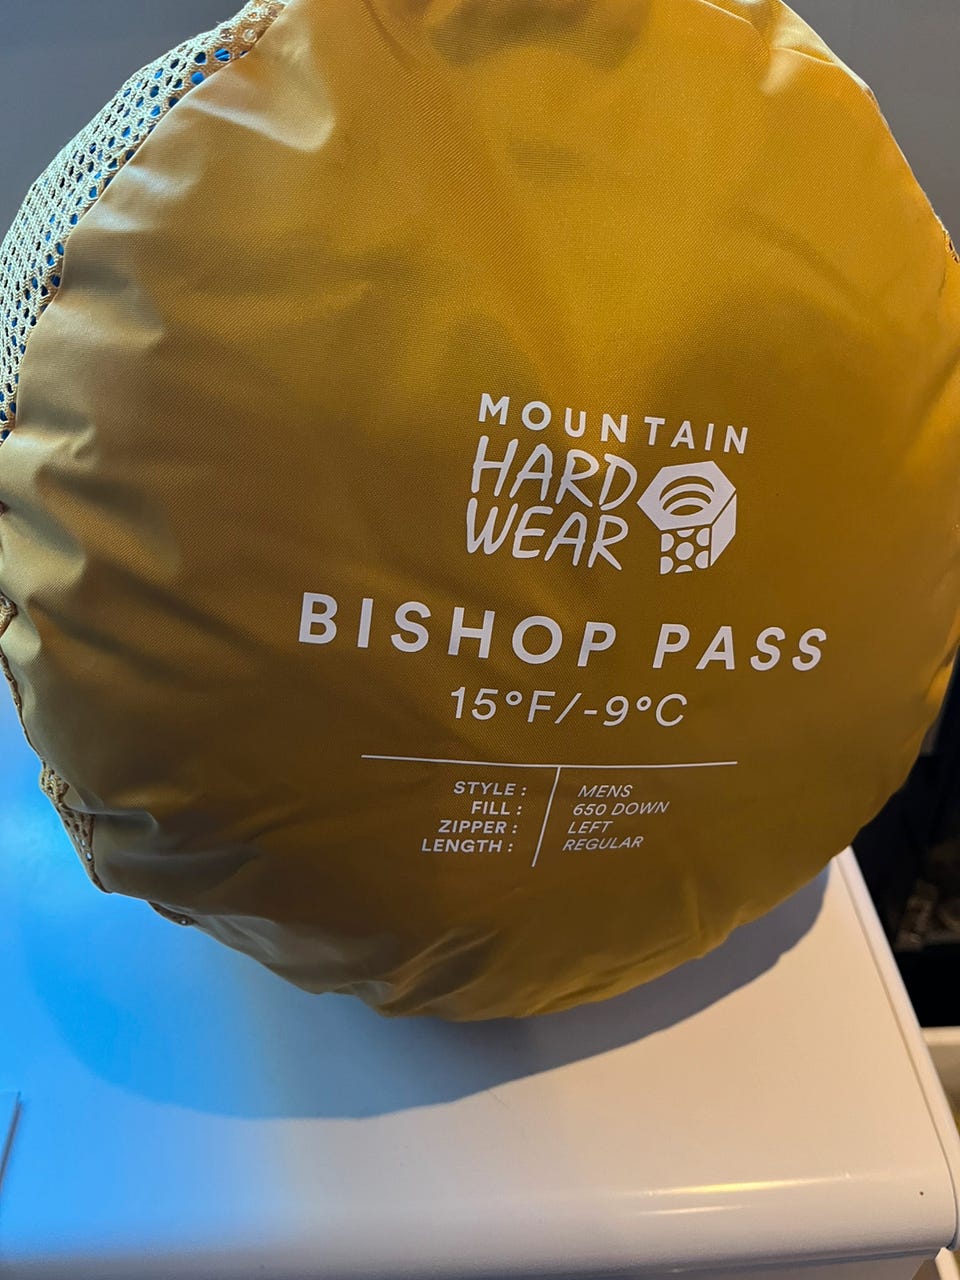 MOUNTAIN
HARD
WEAR
BISHOP PASS
15°F/-9°C
STYLE : MENS
FILL : 650 DOWN
ZIPPER : LEFT
LENGTH : REGULAR